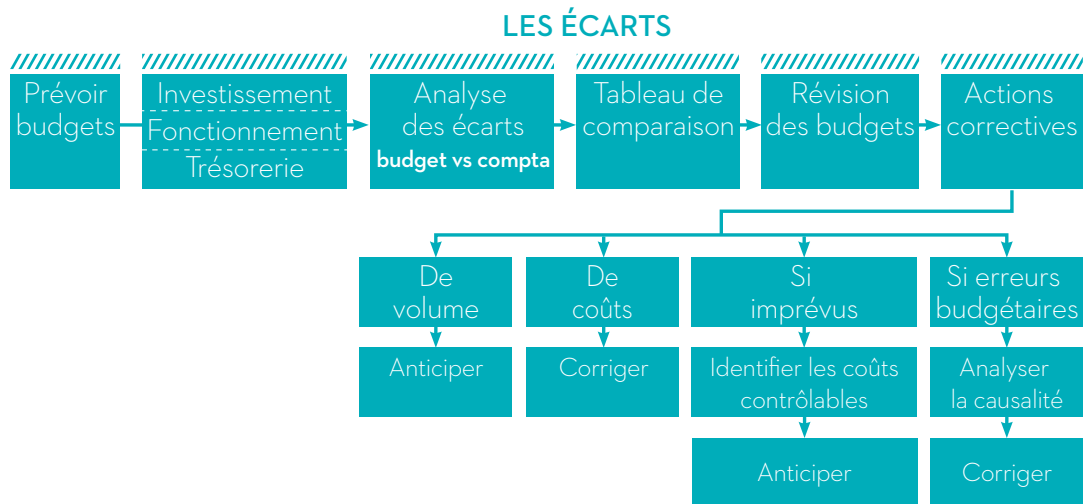 LES ÉCARTS
Prévoir
budgets
Investissement
Fonctionnement
Trésorerie
Analyse
des écarts
budget vs compta
Tableau de
comparaison
Révision
des budgets
Actions
correctives
De
volume
De
coûts
Si
imprévus
Si erreurs
budgétaires
Anticiper
Corriger
Identifier les coûts
contrôlables
Analyser
la causalité
Anticiper
Corriger